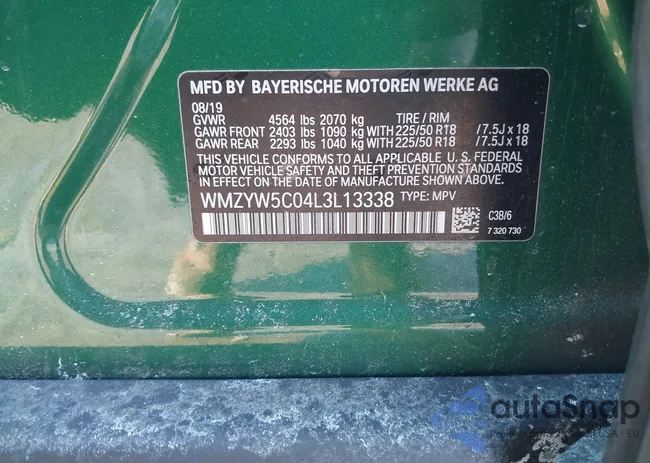 MFD BY BAYERISCHE MOTOREN WERKE AG
08/19
GVWR 4564 lbs 2070 kg TIRE / RIM
GAWR FRONT 2403 lbs 1090 kg WITH 225/50 R18 / 7.5J x 18
GAWR REAR 2293 lbs 1040 kg WITH 225/50 R18 / 7.5J x 18
THIS VEHICLE CONFORMS TO ALL APPLICABLE U. S. FEDERAL
MOTOR VEHICLE SAFETY AND THEFT PREVENTION STANDARDS
IN EFFECT ON THE DATE OF MANUFACTURE SHOWN ABOVE.
WMZYW5C04L3L13338 TYPE: MPV
C3B/6
7 320 730
autoSnap
| EU